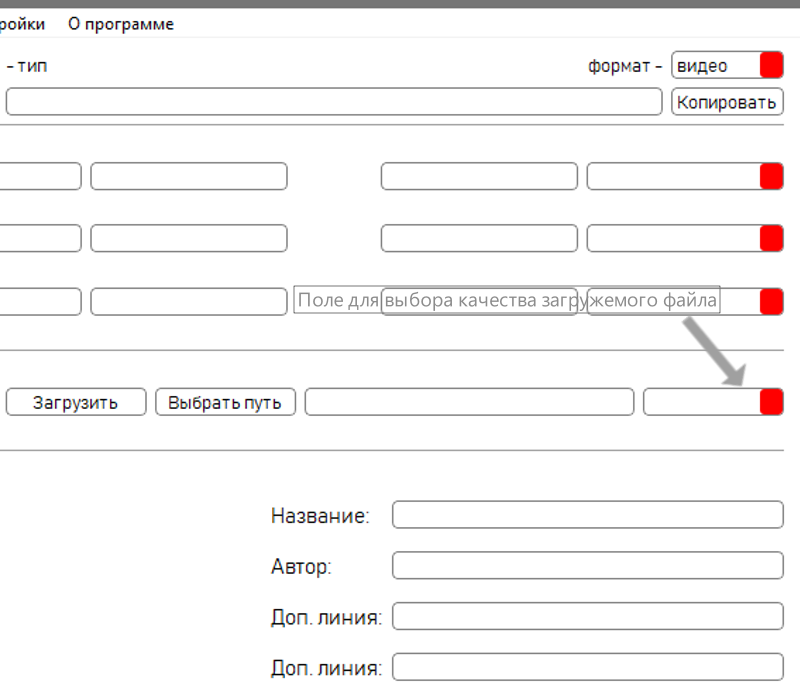 ройки О программе
- тип формат - видео
Копировать
Поле для выбора качества загружемого файла
Загрузить Выбрать путь
Название:
Автор:
Доп. линия:
Доп. линия: